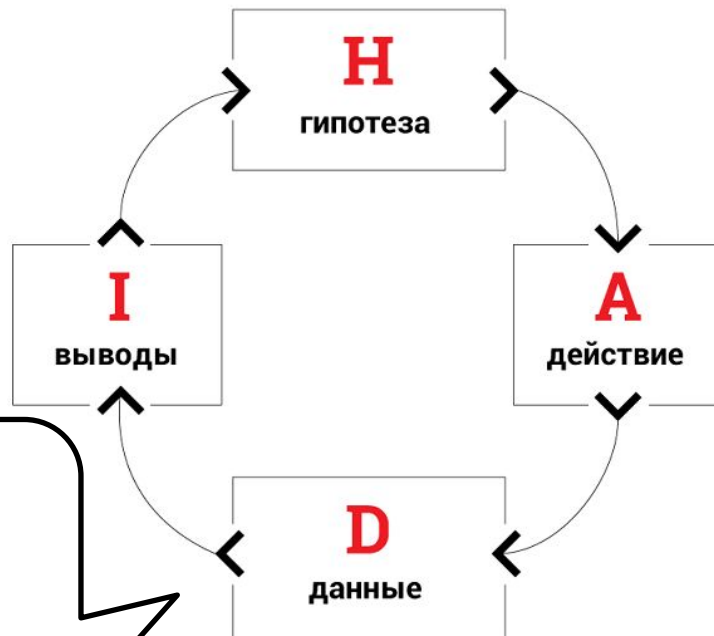 H
гипотеза
I
выводы
A
действие
D
данные